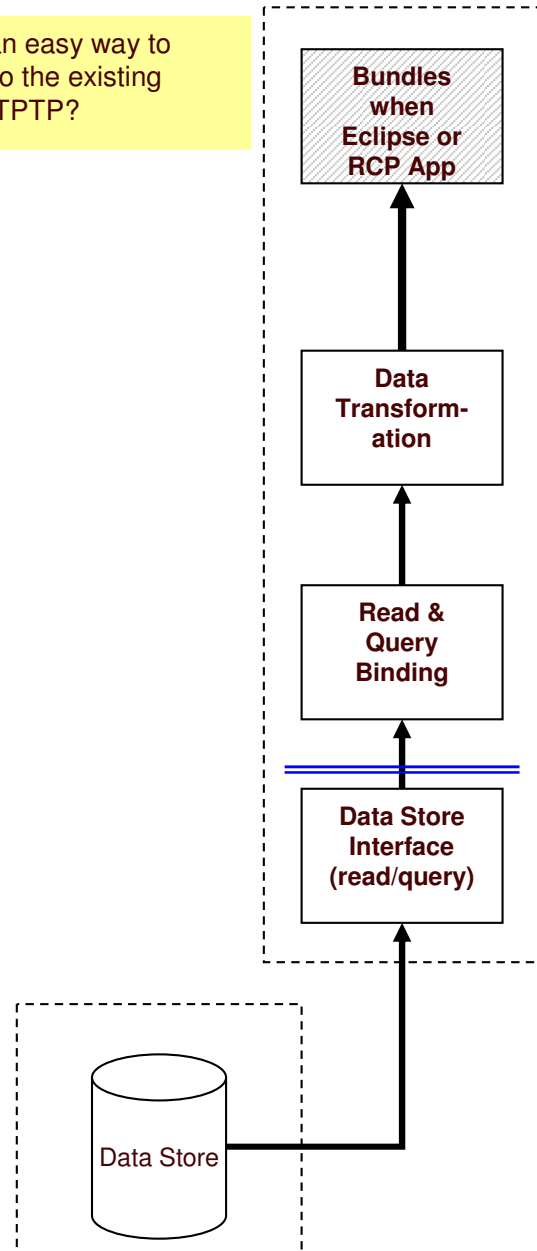 an easy way to
o the existing
TPTP?
Bundles
when
Eclipse or
RCP App
Data
Transform-
ation
Read &
Query
Binding
Data Store
Interface
(read/query)
Data Store